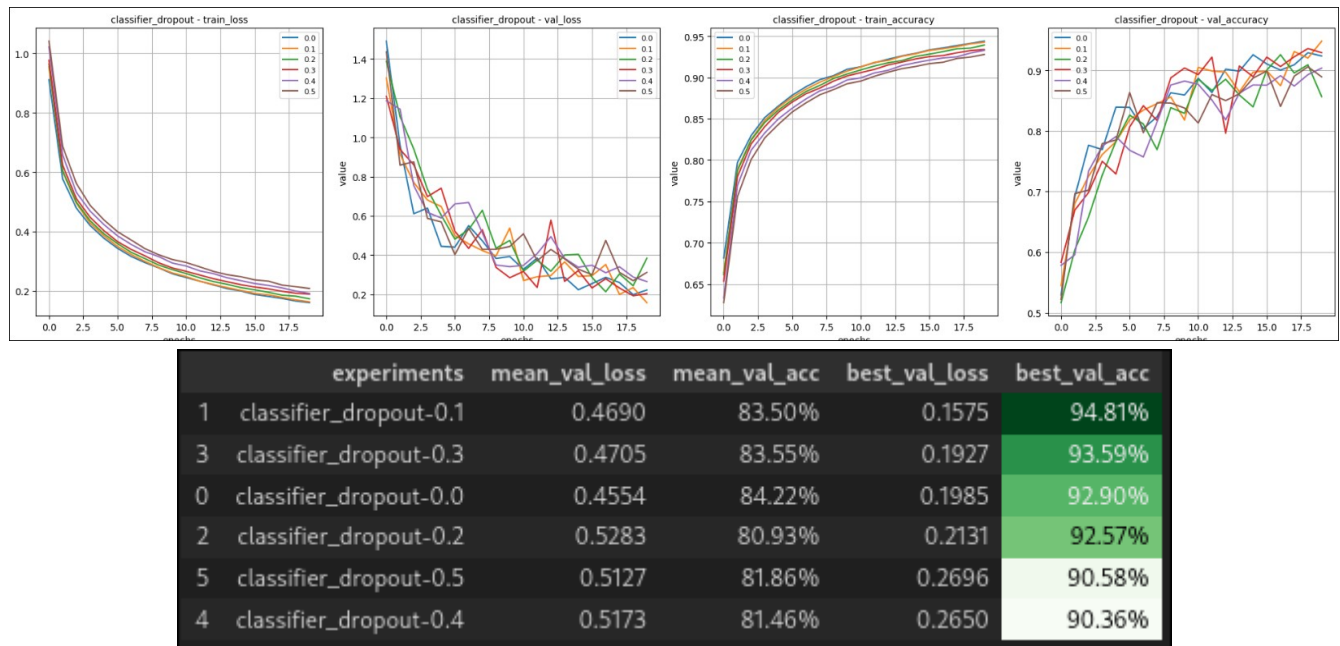 classifier_dropout - train_loss
1.0
0.8
0.6
0.4
0.2
0.0
0.1
0.2
0.3
0.4
0.5
0.0 2.5 5.0 7.5 10.0 12.5 15.0 17.5
epochs
classifier_dropout - val_loss
value
1.4
1.2
1.0
0.8
0.6
0.4
0.2
0.0
0.1
0.2
0.3
0.4
0.5
0.0 2.5 5.0 7.5 10.0 12.5 15.0 17.5
epochs
classifier_dropout - train_accuracy
value
0.95
0.90
0.85
0.80
0.75
0.70
0.65
0.0
0.1
0.2
0.3
0.4
0.5
0.0 2.5 5.0 7.5 10.0 12.5 15.0 17.5
epochs
classifier_dropout - val_accuracy
value
0.9
0.8
0.7
0.6
0.5
0.0
0.1
0.2
0.3
0.4
0.5
0.0 2.5 5.0 7.5 10.0 12.5 15.0 17.5
epochs
experiments mean_val_loss mean_val_acc best_val_loss best_val_acc
1 classifier_dropout-0.1 0.4690 83.50% 0.1575 94.81%
3 classifier_dropout-0.3 0.4705 83.55% 0.1927 93.59%
0 classifier_dropout-0.0 0.4554 84.22% 0.1985 92.90%
2 classifier_dropout-0.2 0.5283 80.93% 0.2131 92.57%
5 classifier_dropout-0.5 0.5127 81.86% 0.2696 90.58%
4 classifier_dropout-0.4 0.5173 81.46% 0.2650 90.36%